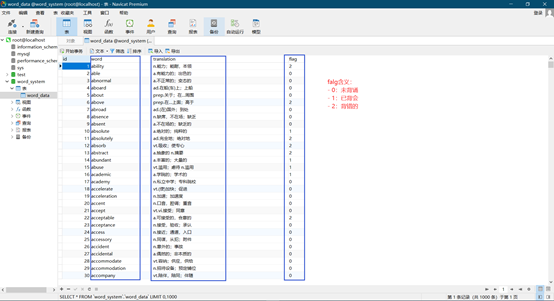 word_data @word_system (root@localhost) - Navicat Premium
文件 编辑 查看 表 收藏夹 工具 窗口 帮助
登录
连接 新建查询 表 视图 函数 事件 用户 查询 报表 备份 自动运行 模型
root@localhost
information_schema
mysql
performance_schema
sys
test
word_system
表
word_data
视图
函数
事件
查询
报表
备份
对象 word_data @word_system (...
开始事务 文本 筛选 排序 导入 导出
id word translation flag
1 ability n.能力；能耐；本领 2
2 able a.有能力的；出色的 0
3 abnormal a.不正常的；变态的 0
4 aboard ad.在船(车)上；上船 0
5 about prep.关于；在…周围 0
6 above prep.在…上面；高于 2
7 abroad ad.(在)国外；到处 0
8 absence n.缺席，不在场；缺乏 0
9 absent a.不在场的；缺乏的 0
10 absolute a.绝对的；纯粹的 1
11 absolutely ad.完全地；绝对地 2
12 absorb vt.吸收；使专心 2
13 abstract a.抽象的 n.摘要 2
14 abundant a.丰富的；大量的 1
15 abuse vt.滥用；虐待 n.滥用 1
16 academic a.学院的；学术的 1
17 academy n.私立中学；专科院校 0
18 accelerate vt.(使)加快；促进 0
19 acceleration n.加速；加速度 0
20 accent n.口音，腔调；重音 0
21 accept vt.vi.接受；同意 0
22 acceptable a.可接受的，合意的 2
23 acceptance n.接受，验收；承认 0
24 access n.接近；通道，入口 0
25 accessory n.同谋，从犯；附件 0
26 accident n.意外的；事故 0
27 accidental a.偶然的；非本质的 0
28 accommodate vt.容纳；供应，供给 0
29 accommodation n.招待设备；预定铺位 0
30 accompany vt.陪伴，陪同；伴随 0
falg含义：
- 0：未背诵
- 1：已背会
- 2：背错的
SELECT * FROM `word_system`.`word_data` LIMIT 0,1000
第 1 条记录 (共 1000 条) 于第 1 页